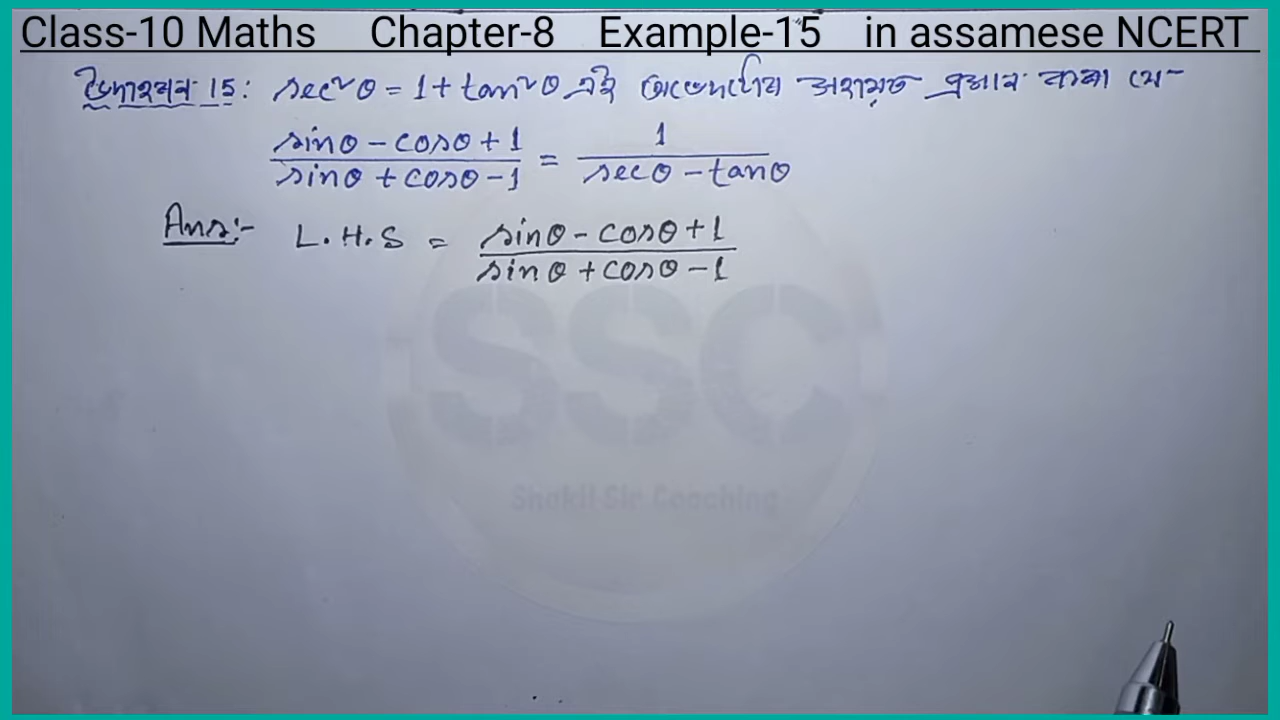 Class-10 Maths Chapter-8 Example-15 in assamese NCERT
উদাহৰণ 15: sec²θ = 1 + tan²θ এই অভেদটোৰ সহায়ত প্ৰমাণ কৰা যে-
sinθ - cosθ + 1 / sinθ + cosθ - 1 = 1 / secθ - tanθ
Ans:- L.H.S = sinθ - cosθ + 1 / sinθ + cosθ - 1
SSC
Shakil Sir Coaching